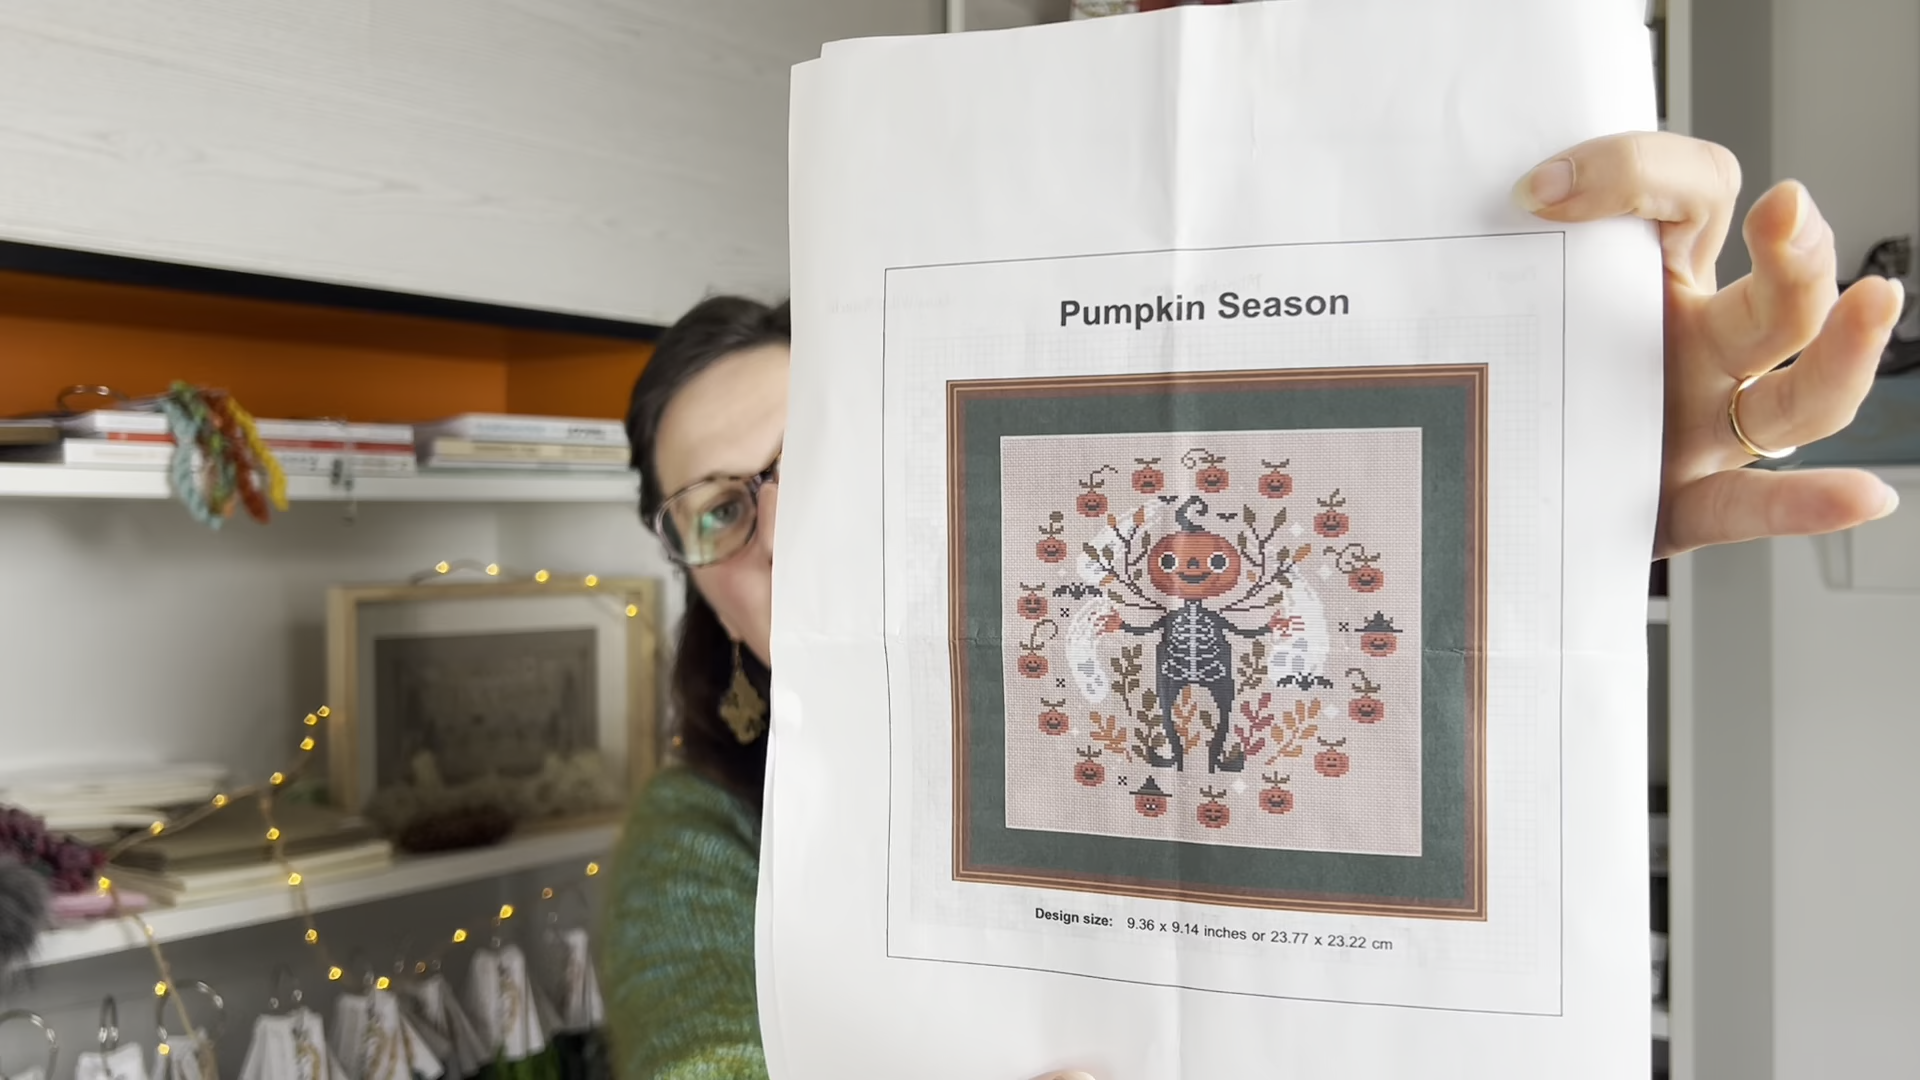 Pumpkin Season
Design size: 9.36 x 9.14 inches or 23.77 x 23.22 cm